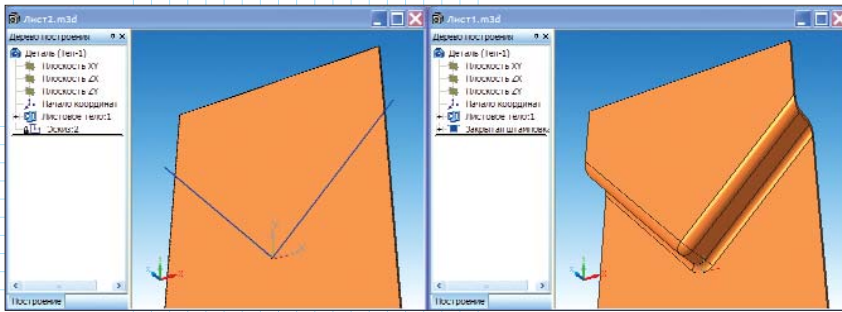 Лист2.m3d
Дерево построения
Деталь (Тел-1)
Плоскость XY
Плоскость ZX
Плоскость ZY
Начало координат
Листовое тело:1
Эскиз:2
Построение
Лист1.m3d
Дерево построения
Деталь (Тел-1)
Плоскость XY
Плоскость ZX
Плоскость ZY
Начало координат
Листовое тело:1
Закрытая штамповк
Построение